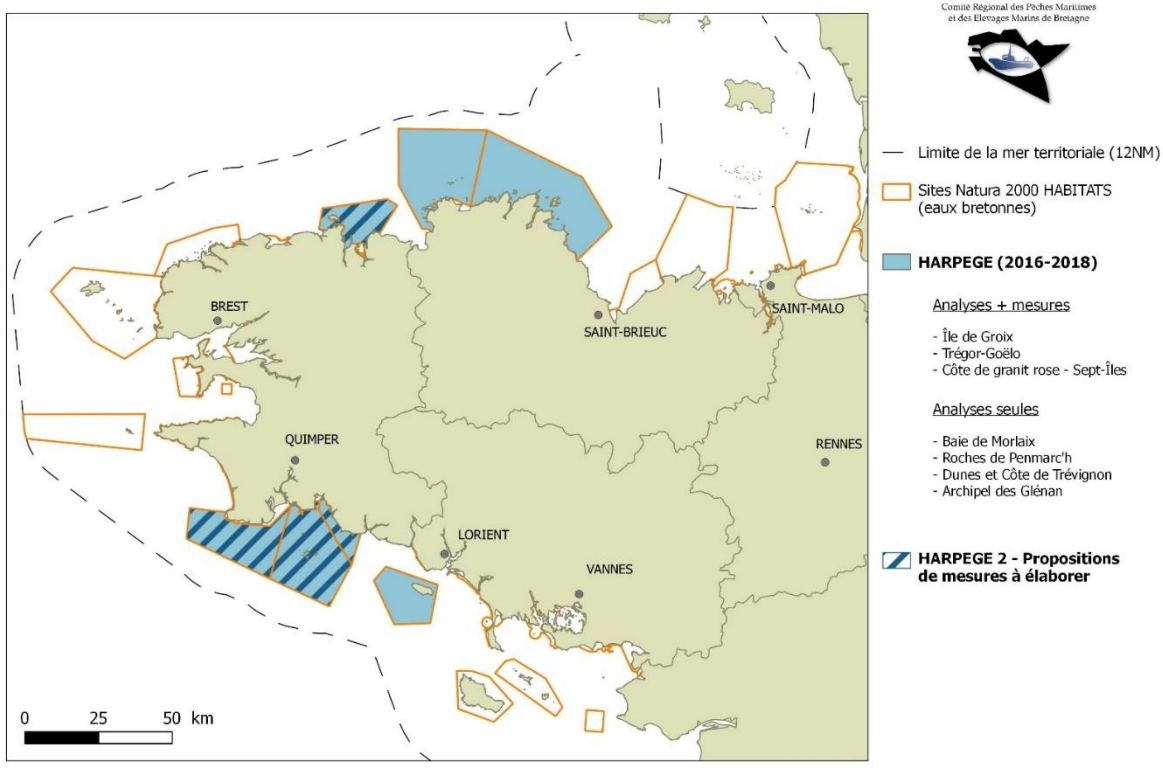 Comité Régional des Pêches Maritimes
et des Elevages Marins de Bretagne
Limite de la mer territoriale (12NM)
Sites Natura 2000 HABITATS
(eaux bretonnes)
HARPEGE (2016-2018)
Analyses + mesures
- Île de Groix
- Trégor-Goëlo
- Côte de granit rose - Sept-Îles
Analyses seules
- Baie de Morlaix
- Roches de Penmarc'h
- Dunes et Côte de Trévignon
- Archipel des Glénan
HARPEGE 2 - Propositions
de mesures à élaborer
BREST
SAINT-BRIEUC
SAINT-MALO
QUIMPER
RENNES
LORIENT
VANNES
0 25 50 km